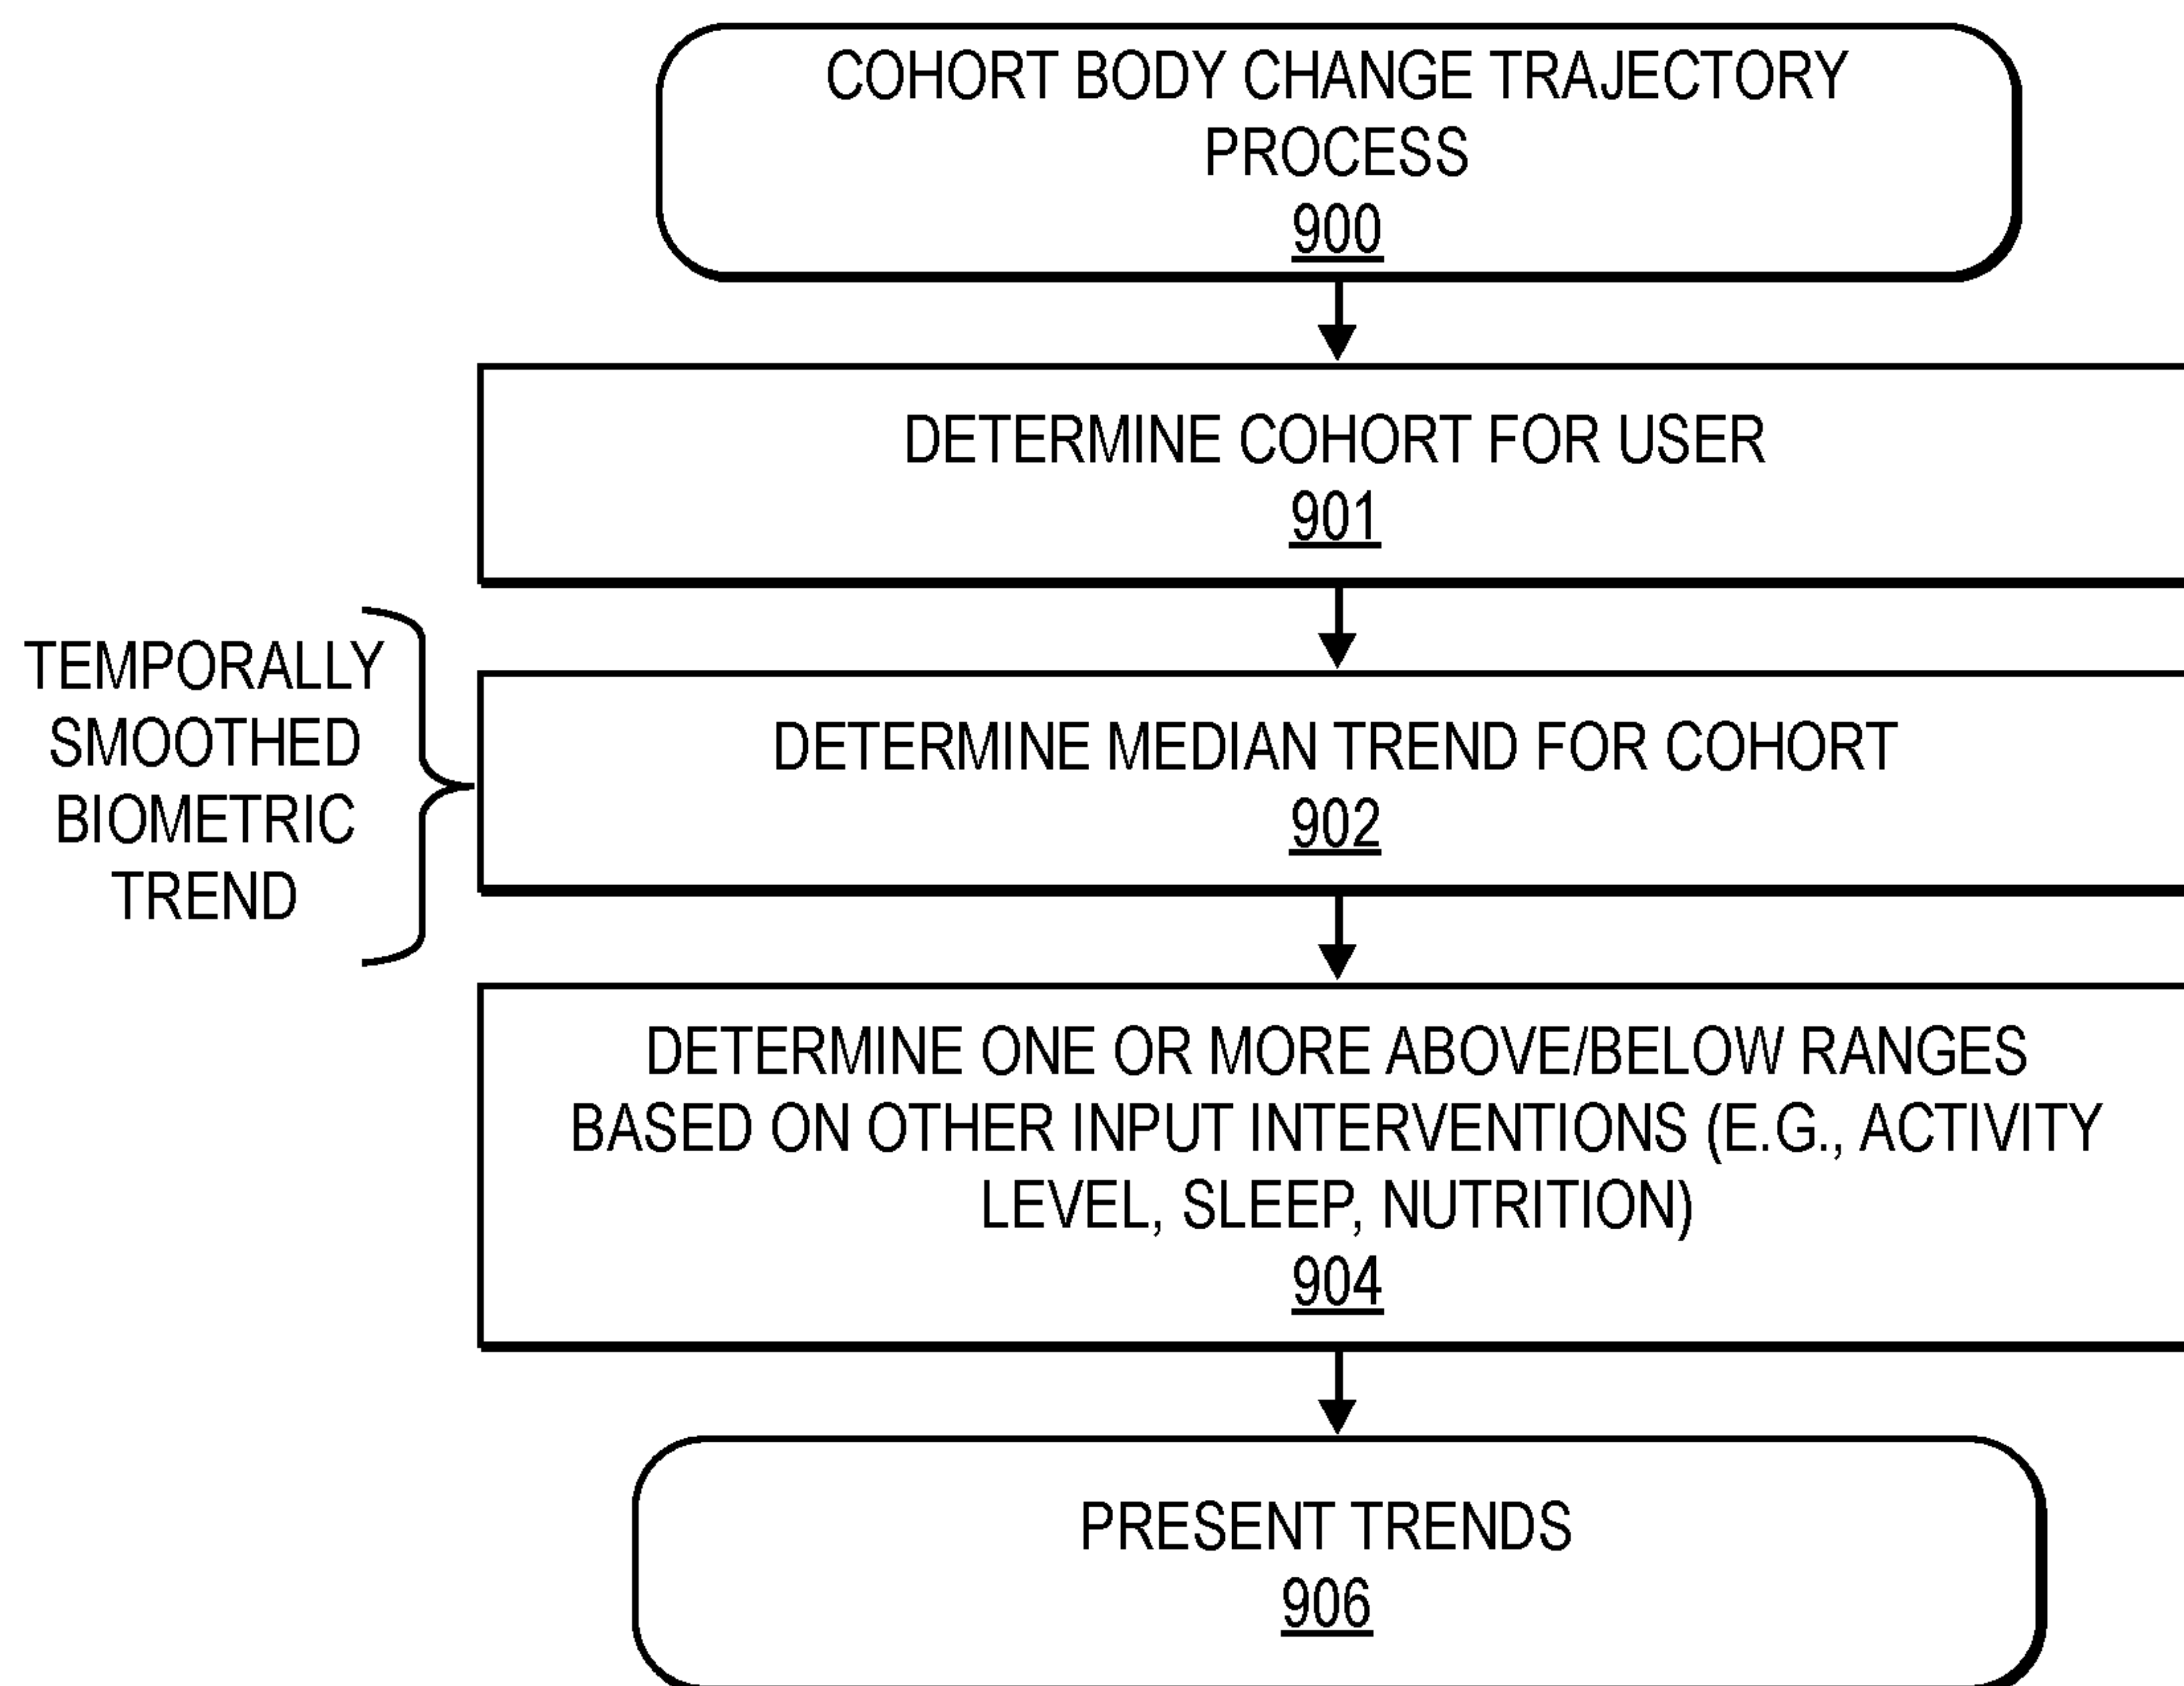 COHORT BODY CHANGE TRAJECTORY
PROCESS
900
DETERMINE COHORT FOR USER
901
TEMPORALLY
SMOOTHED
BIOMETRIC
TREND
DETERMINE MEDIAN TREND FOR COHORT
902
DETERMINE ONE OR MORE ABOVE/BELOW RANGES
BASED ON OTHER INPUT INTERVENTIONS (E.G., ACTIVITY
LEVEL, SLEEP, NUTRITION)
904
PRESENT TRENDS
906